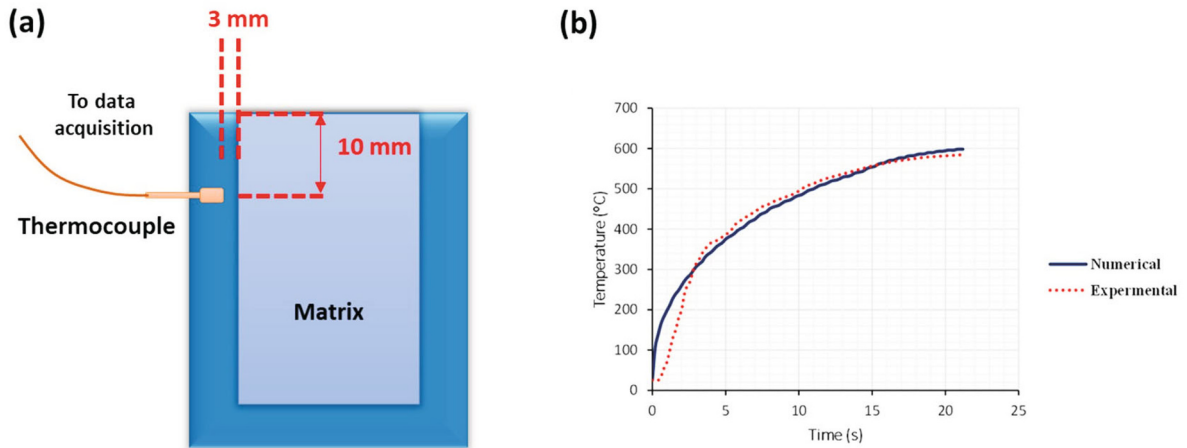 (a)
3 mm
To data
acquisition
10 mm
Thermocouple
Matrix
(b)
Temperature (°C)
700
600
500
400
300
200
100
0
0 5 10 15 20 25
Time (s)
Numerical
Expermental